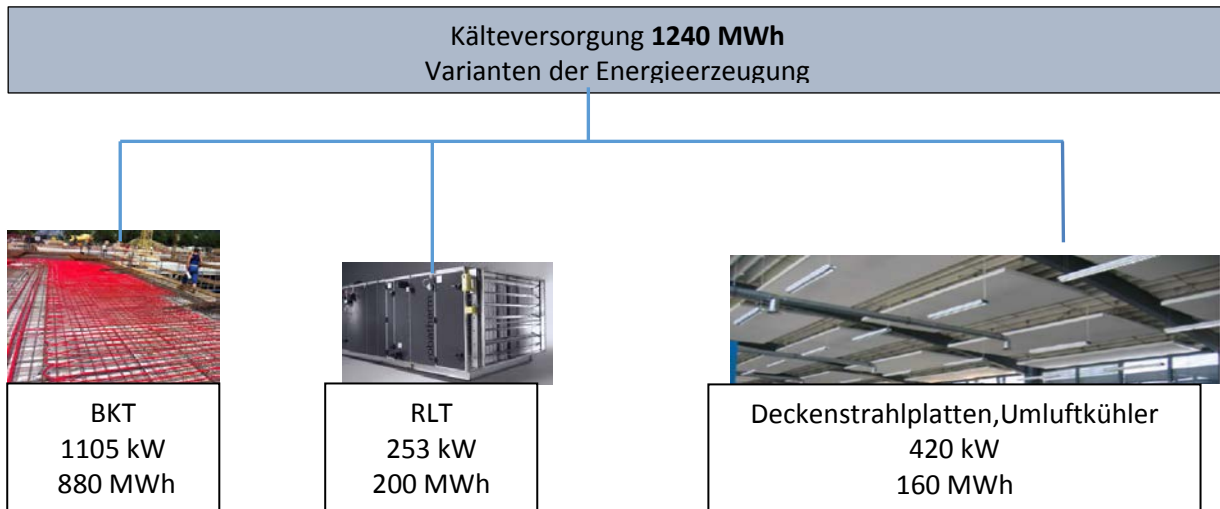 Kälteversorgung 1240 MWh
Varianten der Energieerzeugung
robatherm
BKT
1105 kW
880 MWh
RLT
253 kW
200 MWh
Deckenstrahlplatten,Umluftkühler
420 kW
160 MWh